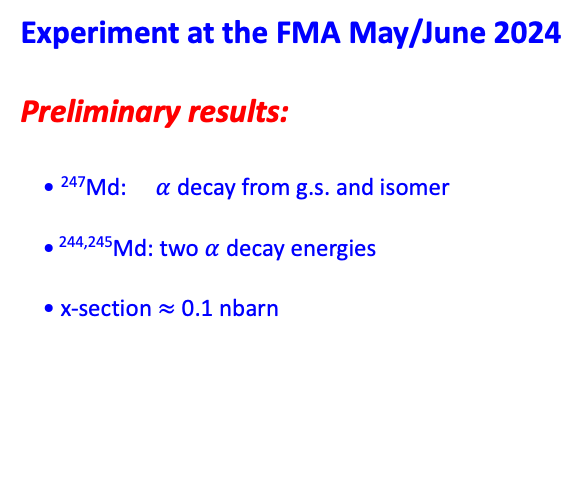 Experiment at the FMA May/June 2024
Preliminary results:
• ²⁴⁷Md: α decay from g.s. and isomer
• ²⁴⁴,²⁴⁵Md: two α decay energies
• x-section ≈ 0.1 nbarn